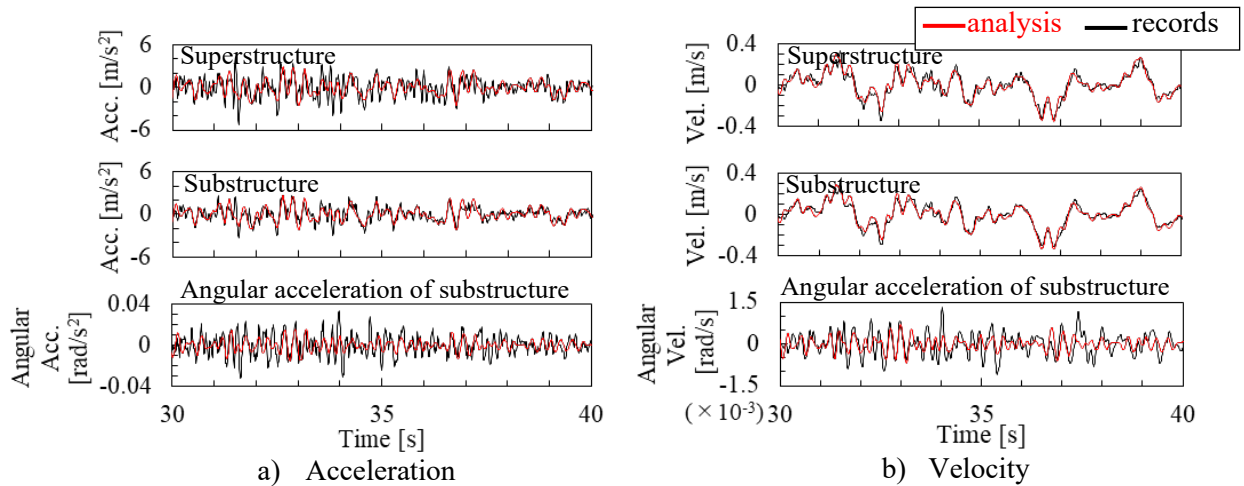 analysis records
Superstructure
Acc. [m/s²]
6
0
-6
Substructure
Acc. [m/s²]
6
0
-6
Angular acceleration of substructure
Angular
Acc.
[rad/s²]
0.04
0
-0.04
30 35 40
Time [s]
a) Acceleration
Superstructure
Vel. [m/s]
0.4
0
-0.4
Substructure
Vel. [m/s]
0.4
0
-0.4
Angular acceleration of substructure
Angular
Vel.
[rad/s]
1.5
0
-1.5
(×10-³) 30 35 40
Time [s]
b) Velocity